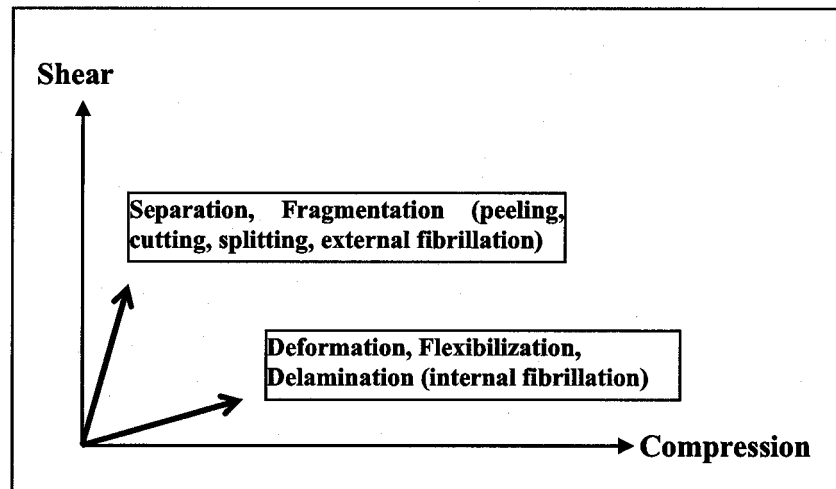 Shear
Separation, Fragmentation (peeling,
cutting, splitting, external fibrillation)
Deformation, Flexibilization,
Delamination (internal fibrillation)
Compression